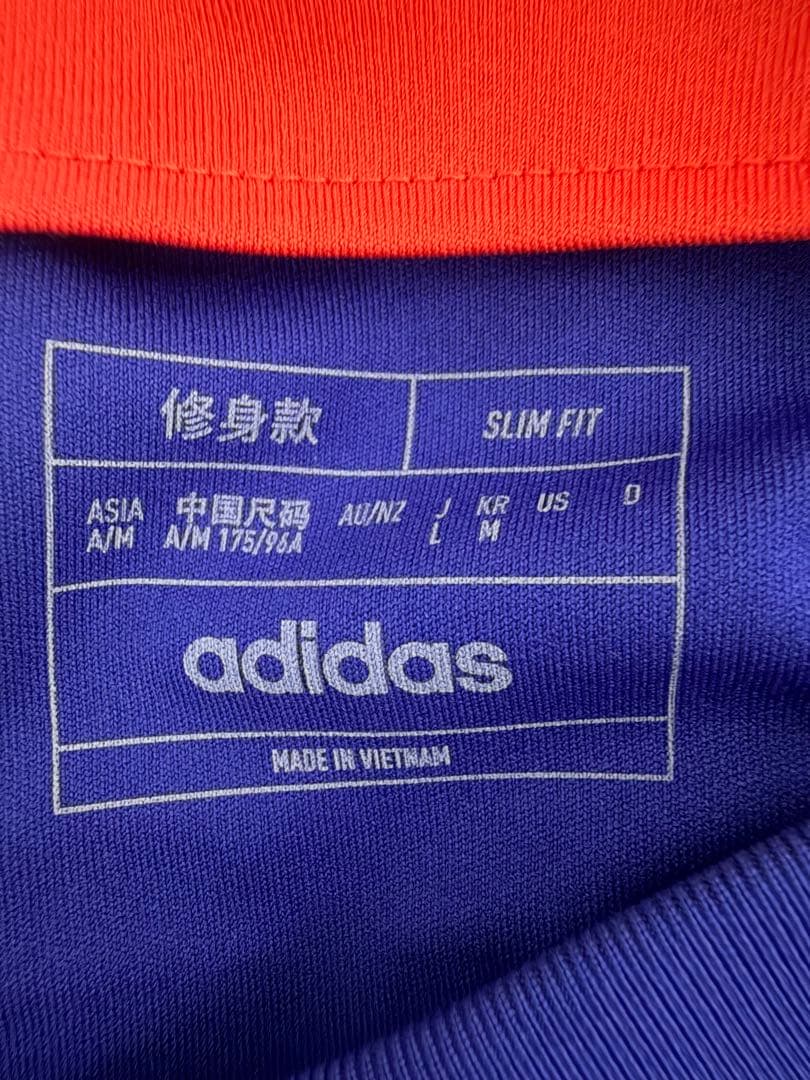 修身款 SLIM FIT
ASIA 中国尺码 AU/NZ J KR US D
A/M A/M 175/96A L M
adidas
MADE IN VIETNAM